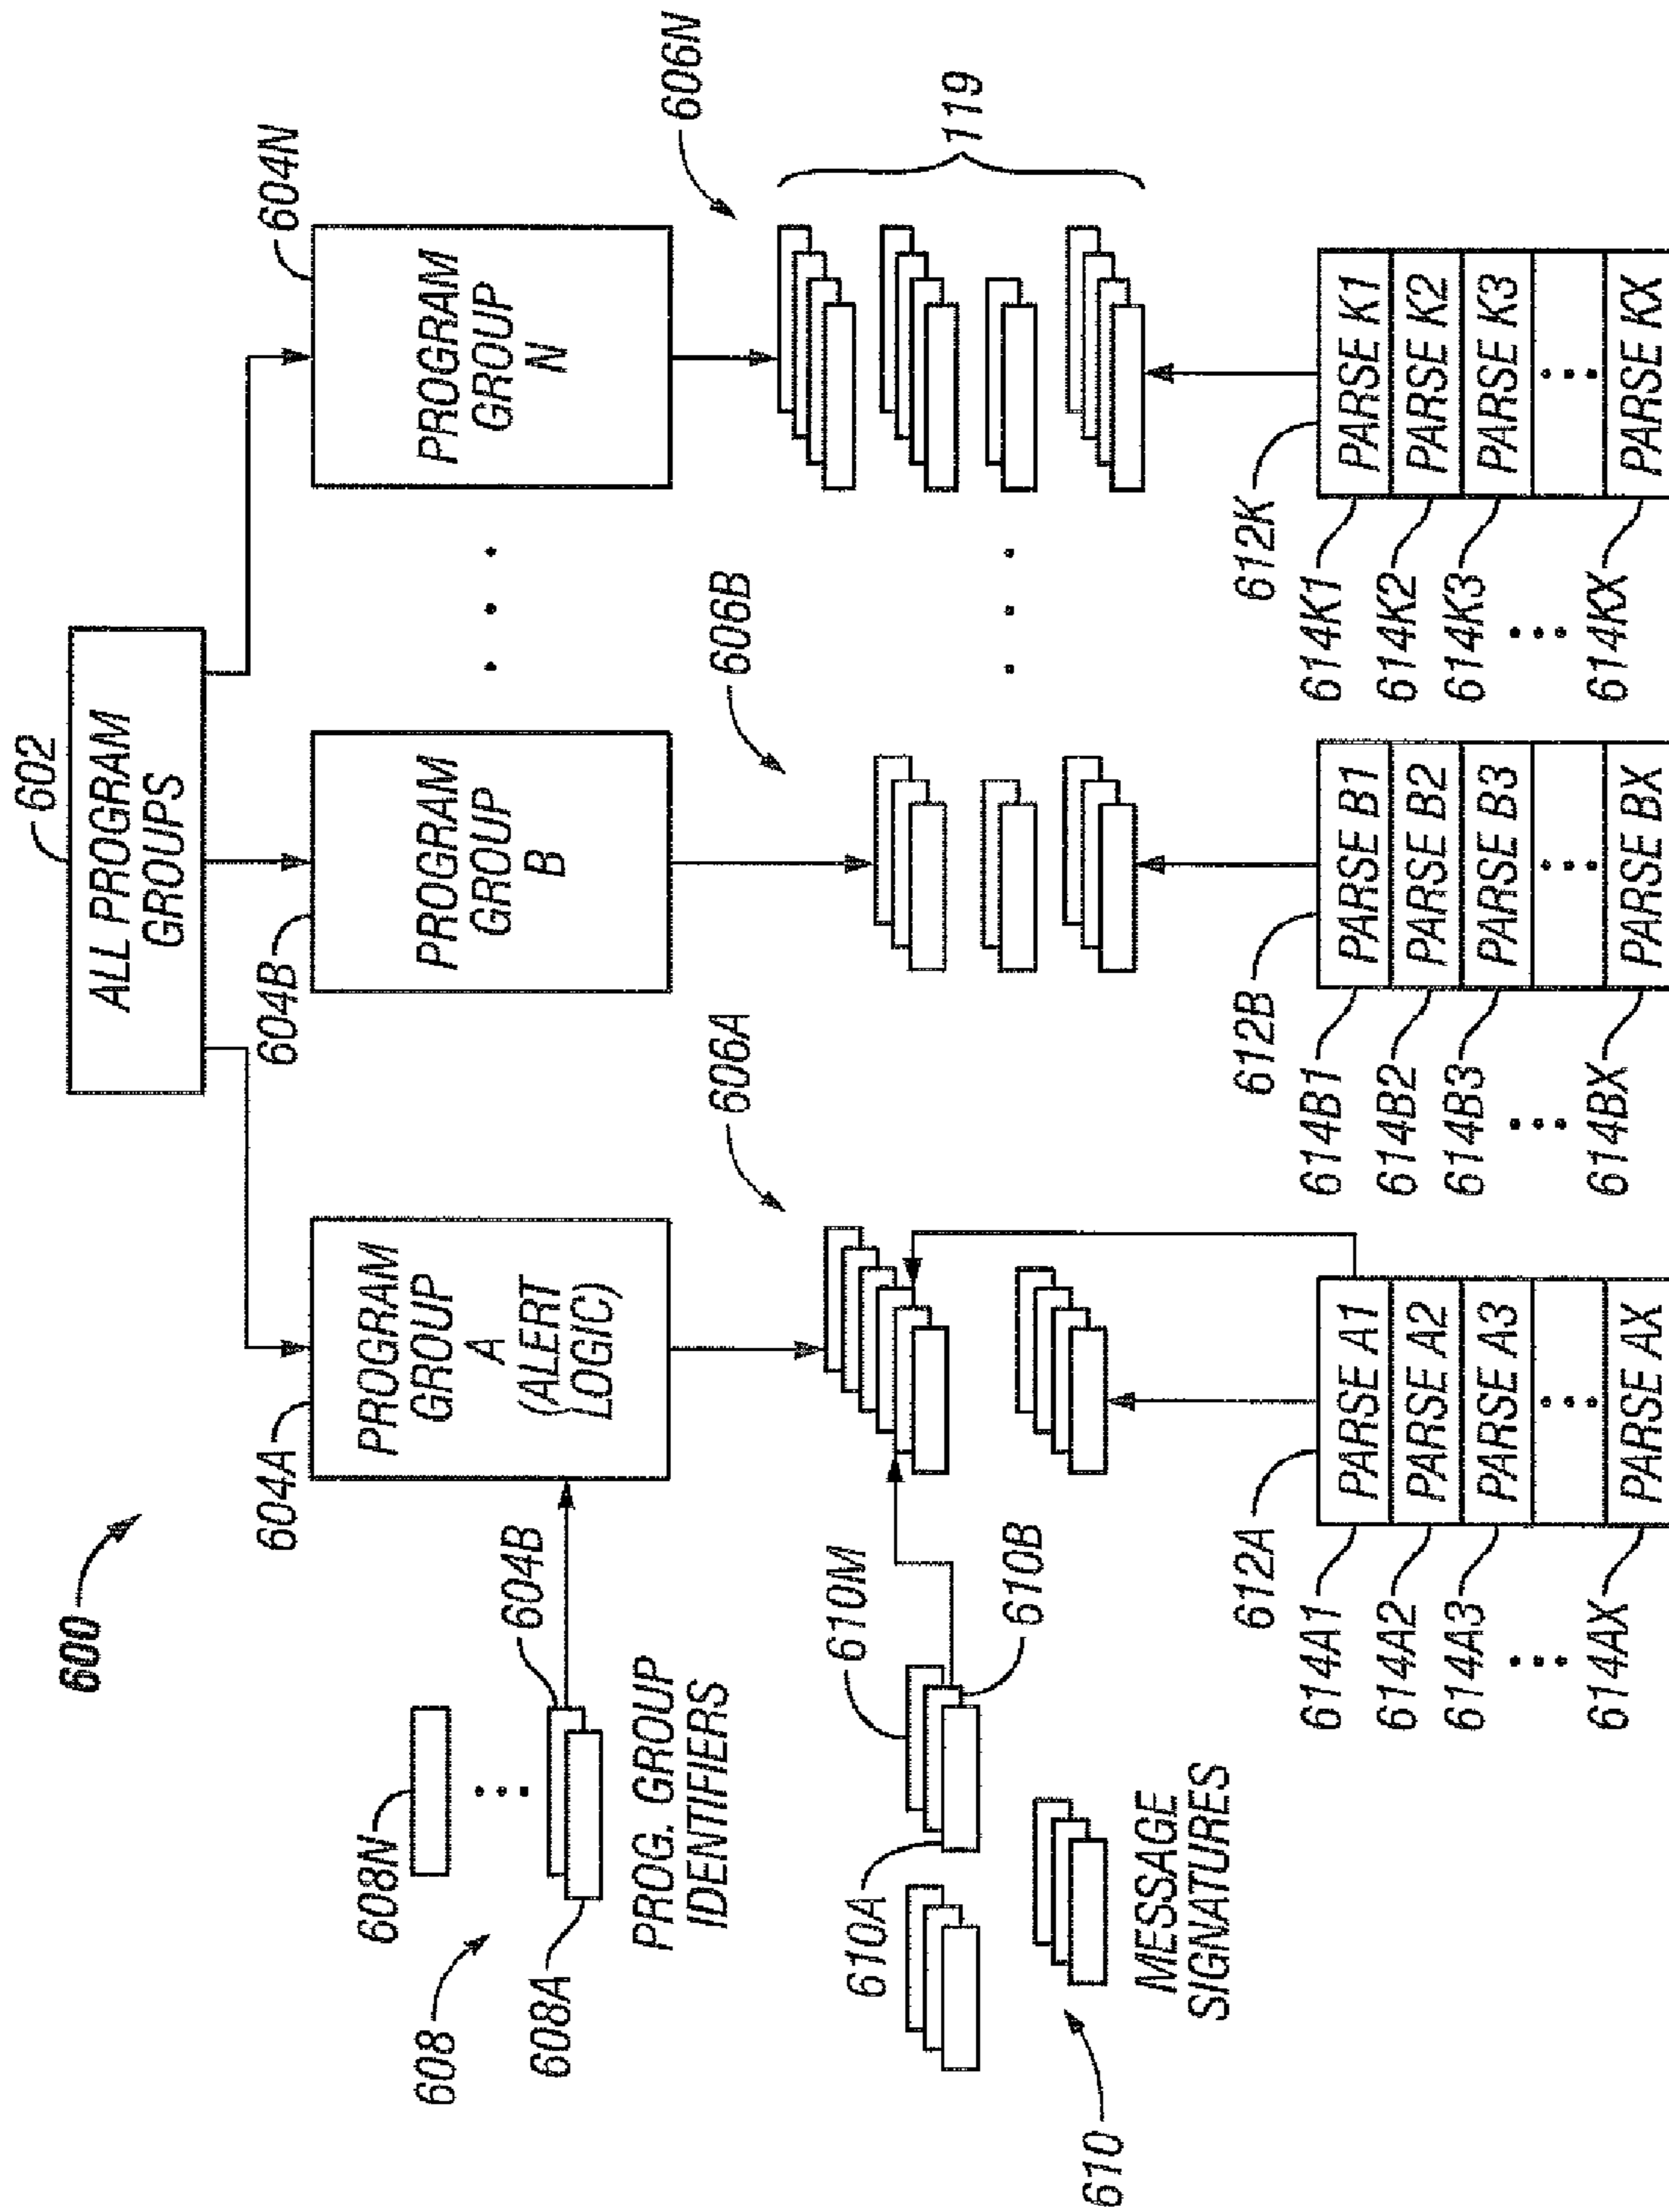 600
602
ALL PROGRAM
GROUPS
604A
604B
604N
PROGRAM
GROUP
A
(ALERT
LOGIC)
PROGRAM
GROUP
B
• • •
PROGRAM
GROUP
N
608N
608
608A
604B
PROG. GROUP
IDENTIFIERS
606A
606B
606N
119
610A
610M
610B
610
MESSAGE
SIGNATURES
• • •
612A
614A1
PARSE A1
614A2
PARSE A2
614A3
PARSE A3
614AX
PARSE AX
612B
614B1
PARSE B1
614B2
PARSE B2
614B3
PARSE B3
614BX
PARSE BX
612K
614K1
PARSE K1
614K2
PARSE K2
614K3
PARSE K3
614KX
PARSE KX